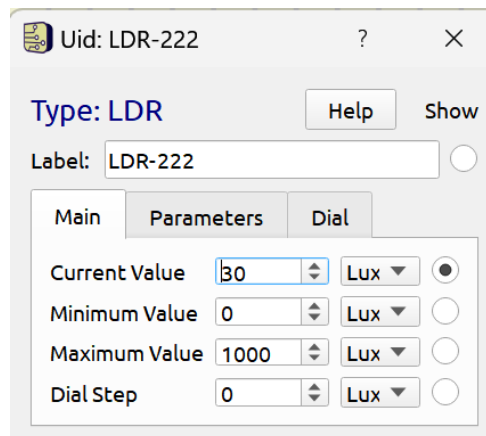 Uid: LDR-222 ?
Type: LDR Help Show
Label: LDR-222
Main Parameters Dial
Current Value 30 Lux
Minimum Value 0 Lux
Maximum Value 1000 Lux
Dial Step 0 Lux